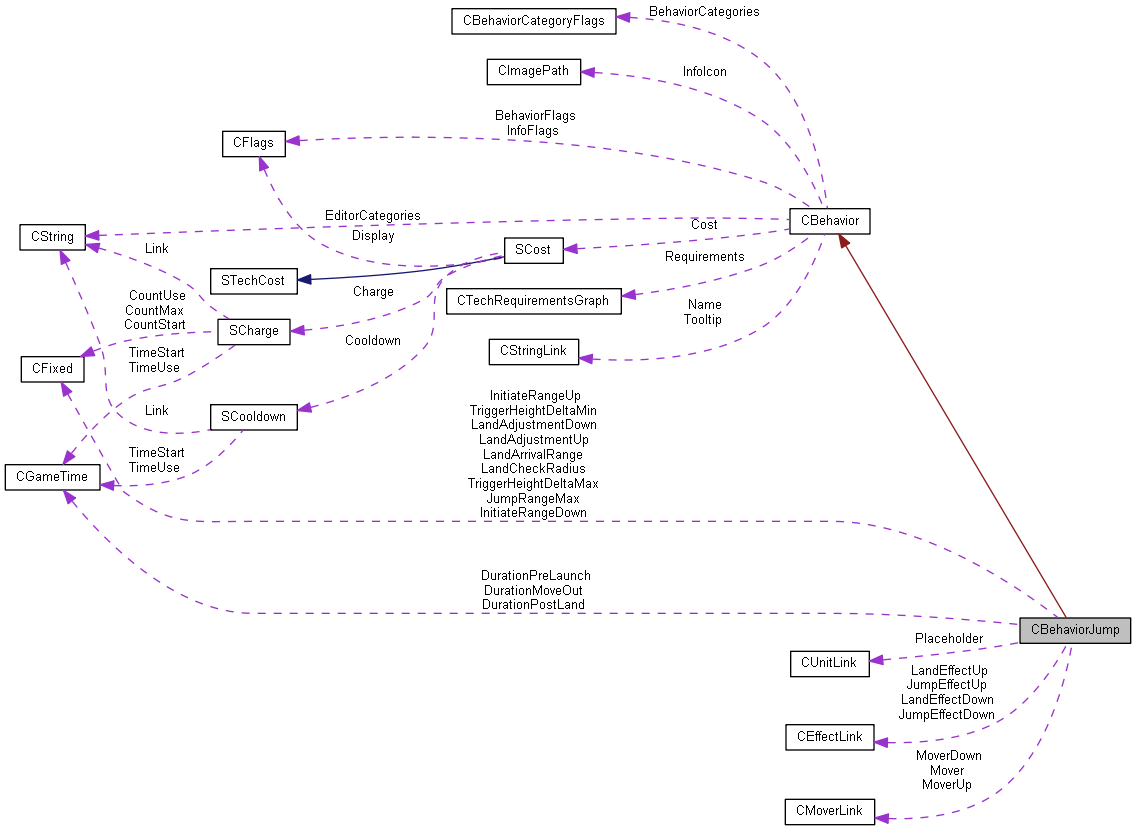 CBehaviorCategoryFlags
BehaviorCategories
CImagePath
InfoIcon
BehaviorFlags
InfoFlags
CFlags
CBehavior
EditorCategories
CString
Display
Link
Cost
SCost
Requirements
STechCost
Charge
CTechRequirementsGraph
CountUse
CountMax
CountStart
Name
Tooltip
SCharge
Cooldown
CStringLink
CFixed
TimeStart
TimeUse
Link
SCooldown
InitiateRangeUp
TriggerHeightDeltaMin
LandAdjustmentDown
LandAdjustmentUp
LandArrivalRange
LandCheckRadius
TriggerHeightDeltaMax
JumpRangeMax
InitiateRangeDown
TimeStart
TimeUse
CGameTime
DurationPreLaunch
DurationMoveOut
DurationPostLand
CBehaviorJump
Placeholder
CUnitLink
LandEffectUp
JumpEffectUp
LandEffectDown
JumpEffectDown
CEffectLink
MoverDown
Mover
MoverUp
CMoverLink